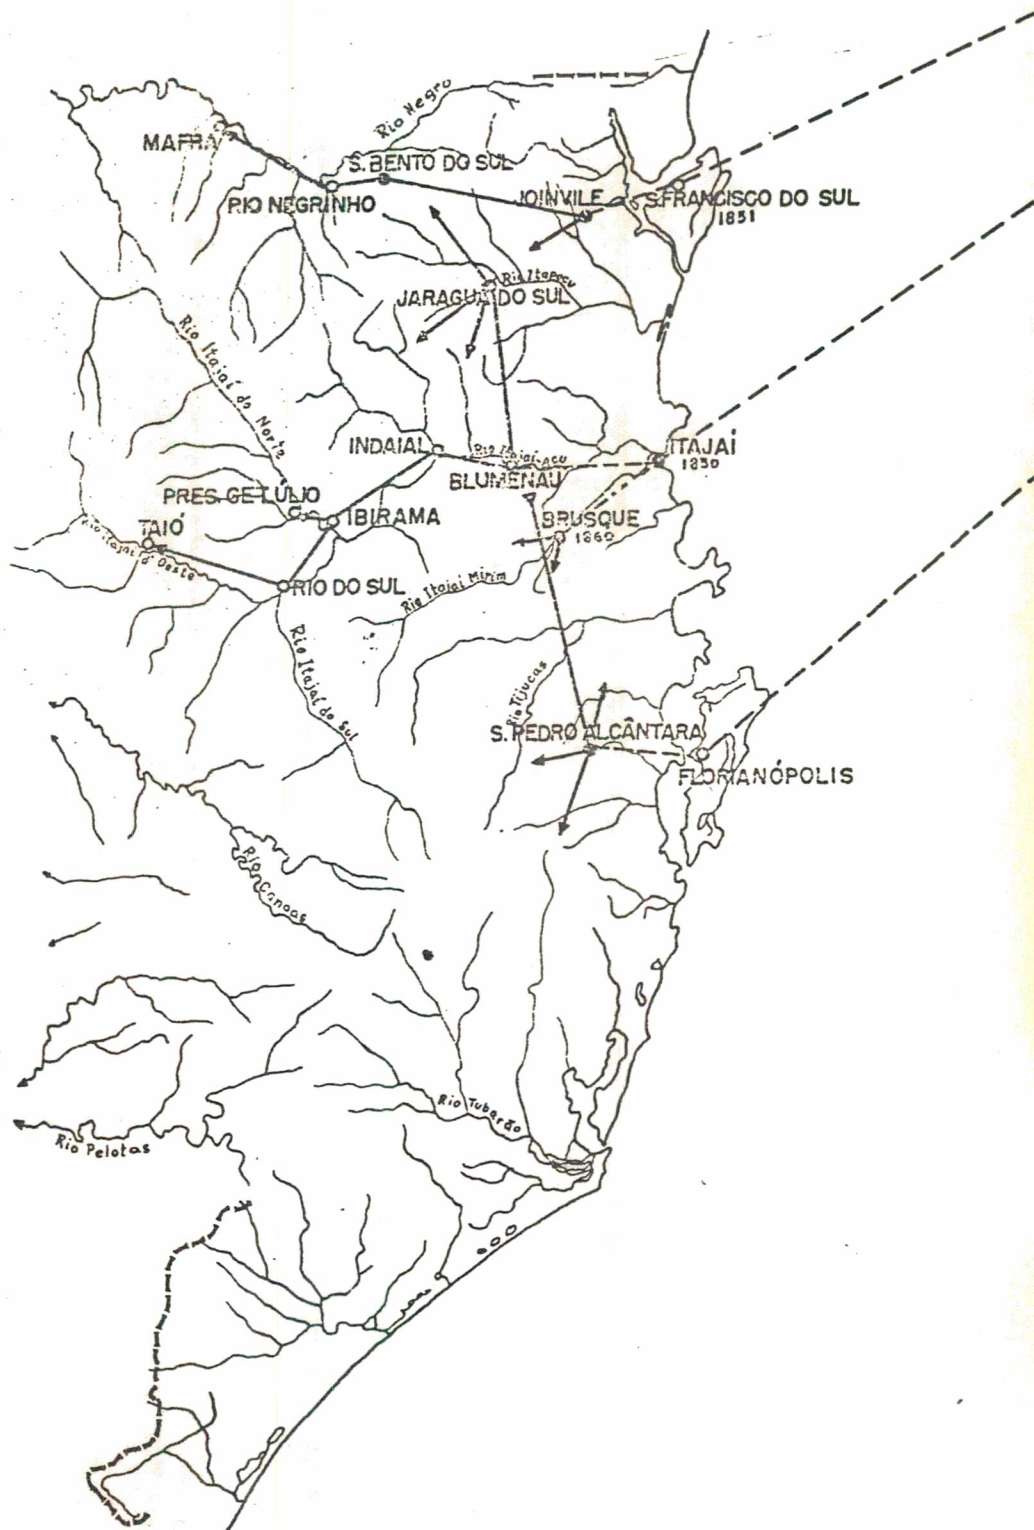 Rio Negro
MAFRA
S. BENTO DO SUL
RIO NEGRINHO
JOINVILE
S.FRANCISCO DO SUL
1851
Rio Itapocu
JARAGUÁ DO SUL
Rio Itajaí do Norte
INDAIAL
Rio Itajaí-açu
ITAJAÍ
1850
BLUMENAU
PRES. GETÚLIO
IBIRAMA
BRUSQUE
1860
TAIÓ
Rio Itajaí d'Oeste
RIO DO SUL
Rio Itajaí Mirim
Rio Itajaí do Sul
Rio Tijucas
S. PEDRO ALCÂNTARA
FLORIANÓPOLIS
Rio Canoas
Rio Tubarão
Rio Pelotas